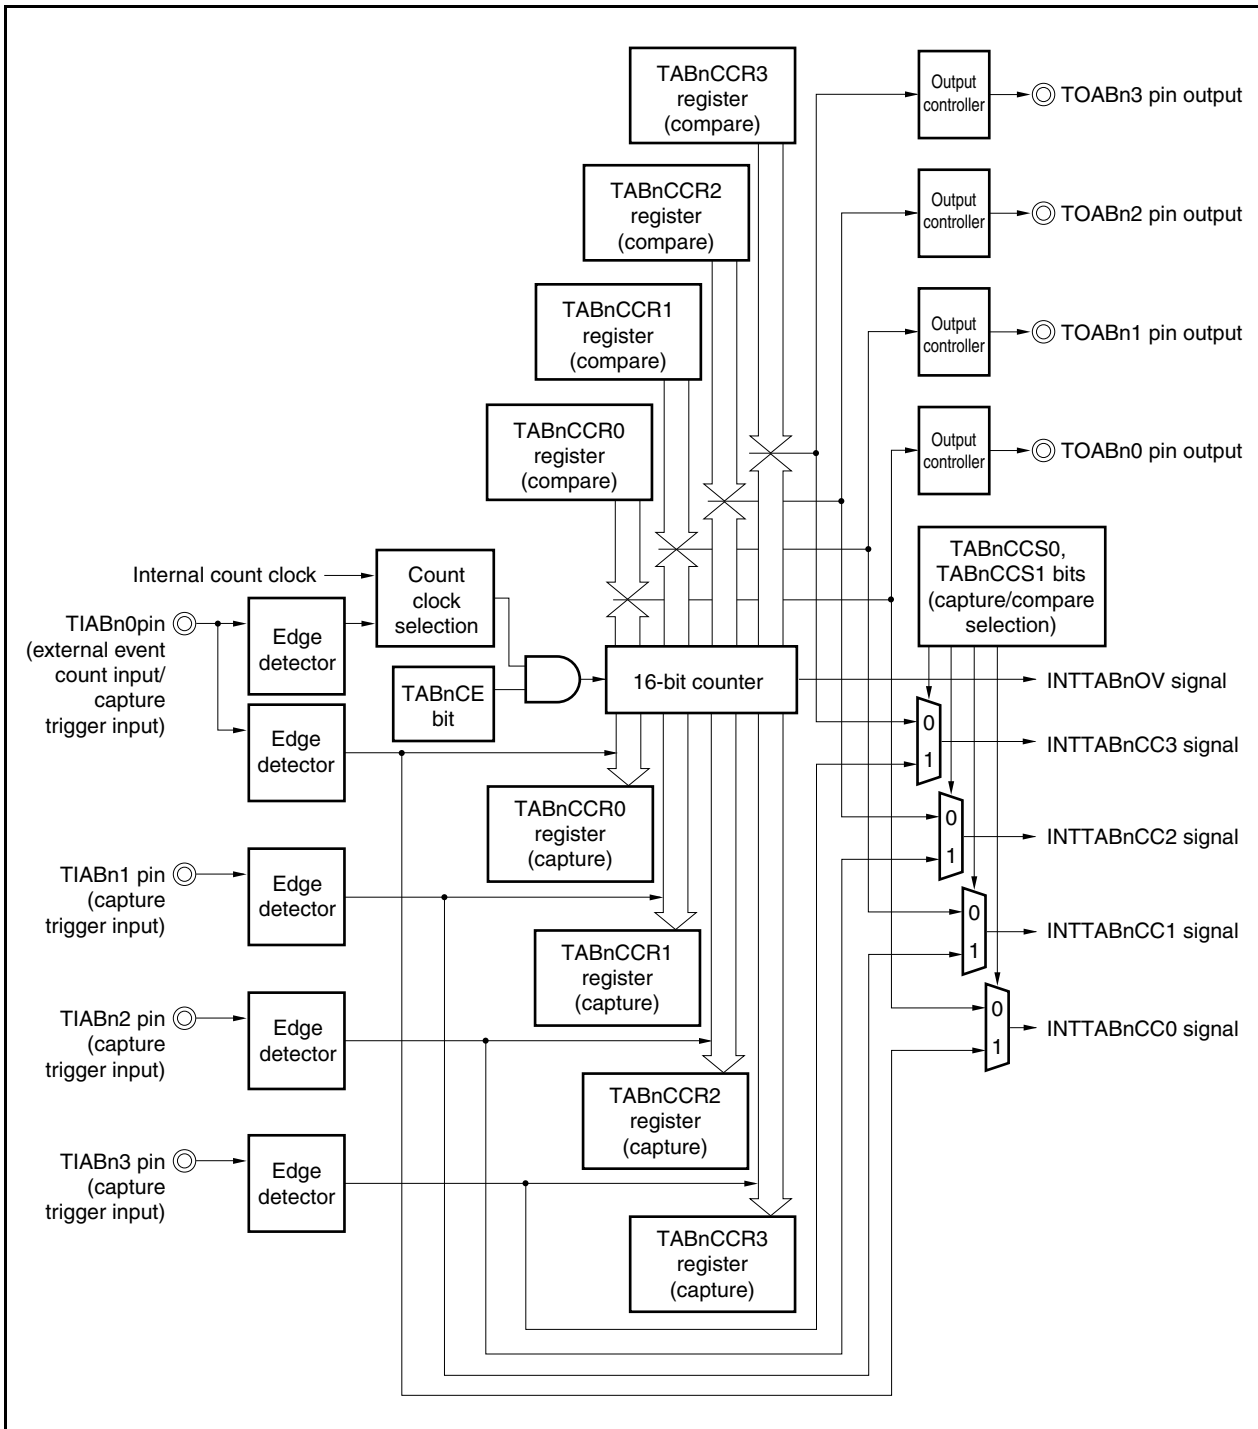 TABnCCR3
register
(compare)
Output
controller
TOABn3 pin output
TABnCCR2
register
(compare)
Output
controller
TOABn2 pin output
TABnCCR1
register
(compare)
Output
controller
TOABn1 pin output
TABnCCR0
register
(compare)
Output
controller
TOABn0 pin output
TABnCCS0,
TABnCCS1 bits
(capture/compare
selection)
Internal count clock
Count
clock
selection
TIABn0pin
(external event
count input/
capture
trigger input)
Edge
detector
TABnCE
bit
16-bit counter
INTTABnOV signal
Edge
detector
0
1
INTTABnCC3 signal
TABnCCR0
register
(capture)
0
1
INTTABnCC2 signal
TIABn1 pin
(capture
trigger input)
Edge
detector
0
1
INTTABnCC1 signal
TABnCCR1
register
(capture)
TIABn2 pin
(capture
trigger input)
Edge
detector
0
1
INTTABnCC0 signal
TABnCCR2
register
(capture)
TIABn3 pin
(capture
trigger input)
Edge
detector
TABnCCR3
register
(capture)